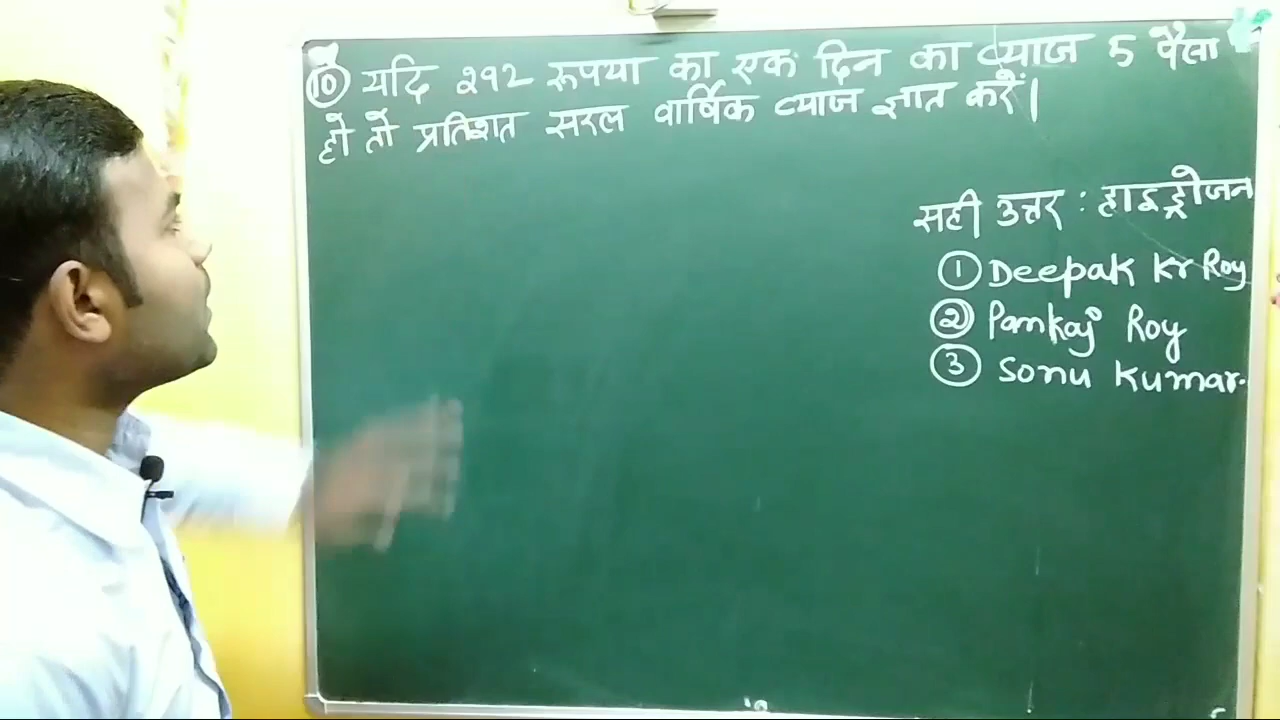 ⑩ यदि २१२ रूपया का एक दिन का व्याज 5 पैसा
हो तो प्रतिशत सरल वार्षिक व्याज ज्ञात करें।
सही उत्तर : हाइड्रोजन
① Deepak Kr Roy
② Pankaj Roy
③ Sonu Kumar.